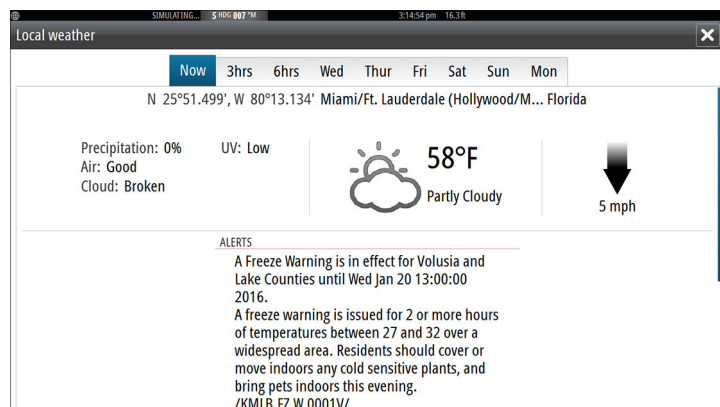 SIMULATING... S HDG 007 °M 3:14:54 pm 16.3 ft
Local weather
Now 3hrs 6hrs Wed Thur Fri Sat Sun Mon
N 25°51.499', W 80°13.134' Miami/Ft. Lauderdale (Hollywood/M... Florida
Precipitation: 0% UV: Low
Air: Good
Cloud: Broken
58°F
Partly Cloudy
5 mph
ALERTS
A Freeze Warning is in effect for Volusia and
Lake Counties until Wed Jan 20 13:00:00
2016.
A freeze warning is issued for 2 or more hours
of temperatures between 27 and 32 over a
widespread area. Residents should cover or
move indoors any cold sensitive plants, and
bring pets indoors this evening.
/KMLB.FZ.W.0001V/